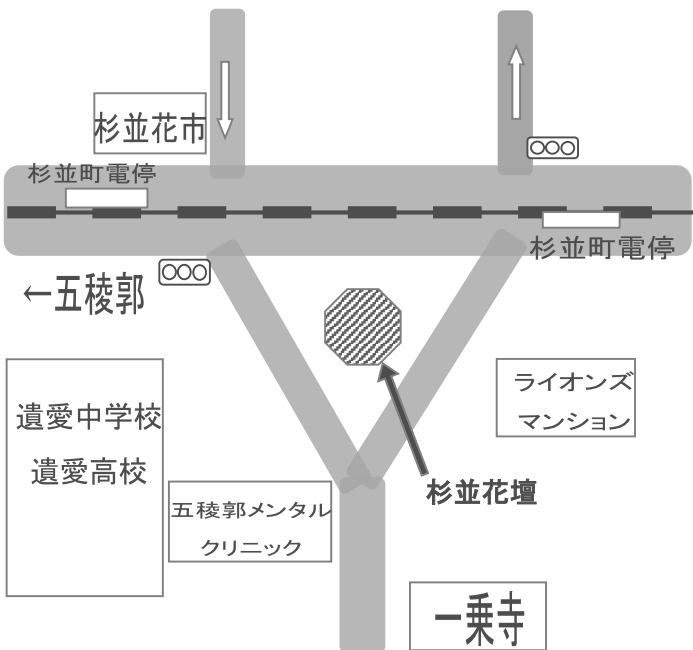 杉並花市
杉並町電停
杉並町電停
←五稜郭
ライオンズ
マンション
遺愛中学校
遺愛高校
杉並花壇
五稜郭メンタル
クリニック
一乗寺